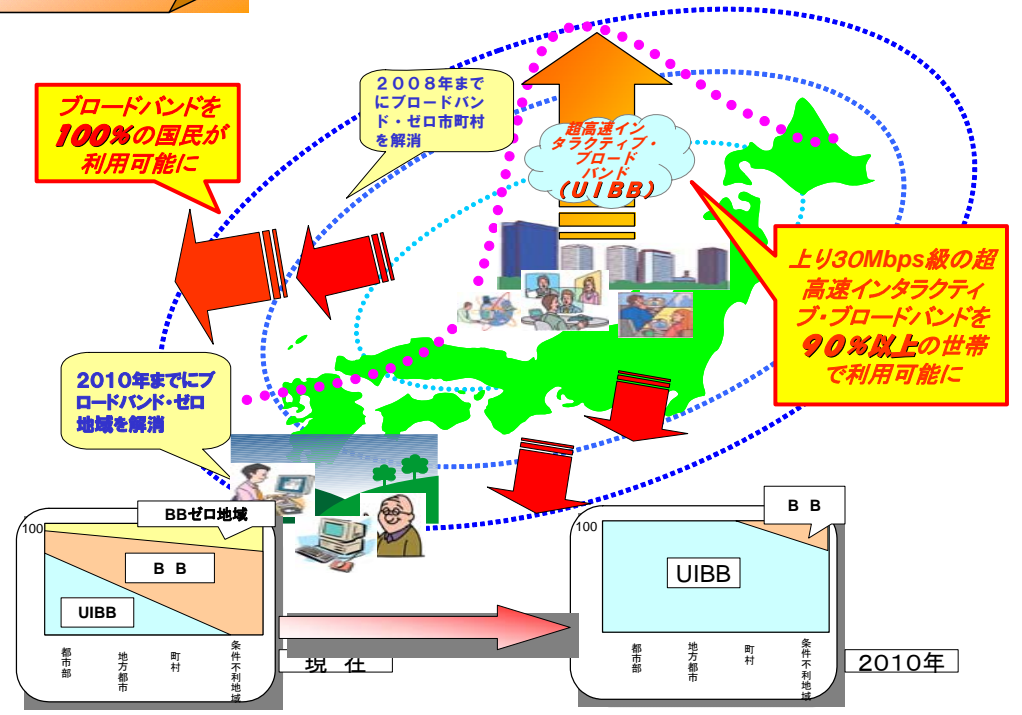 ブロードバンドを
100%の国民が
利用可能に
2008年まで
にブロードバン
ド・ゼロ市町村
を解消
超高速イン
タラクティブ・
ブロード
バンド
(UIBB)
上り30Mbps級の超
高速インタラクティ
ブ・ブロードバンドを
90%以上の世帯
で利用可能に
2010年までにブ
ロードバンド・ゼロ
地域を解消
BBゼロ地域
100
BB
UIBB
都市部
地方都市
町村
条件不利地域
現在
BB
100
UIBB
都市部
地方都市
町村
条件不利地域
2010年